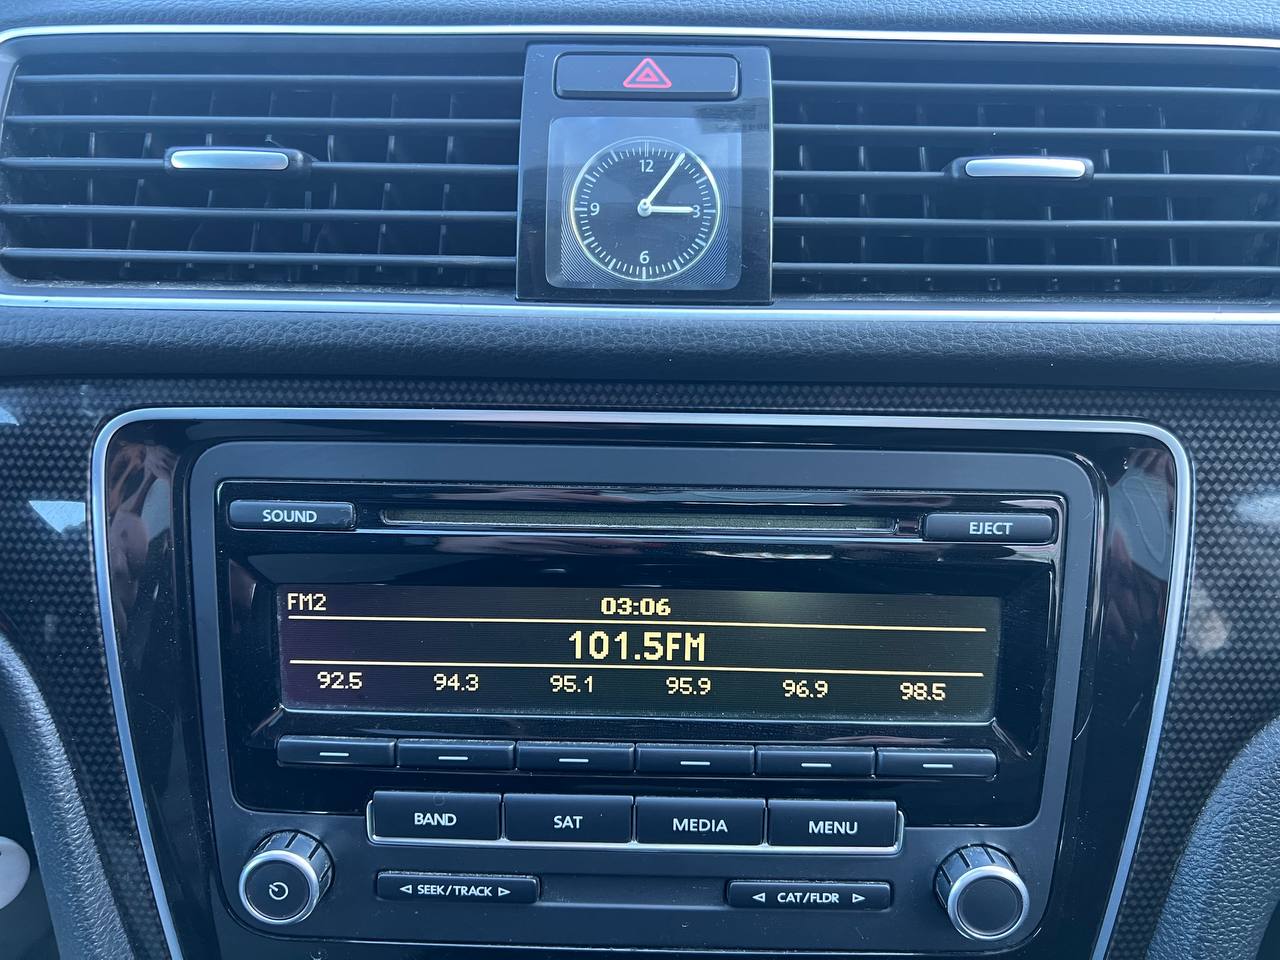 12
9 3
6
SOUND
EJECT
FM2 03:06
101.5FM
92.5 94.3 95.1 95.9 96.9 98.5
BAND SAT MEDIA MENU
SEEK/TRACK CAT/FLDR